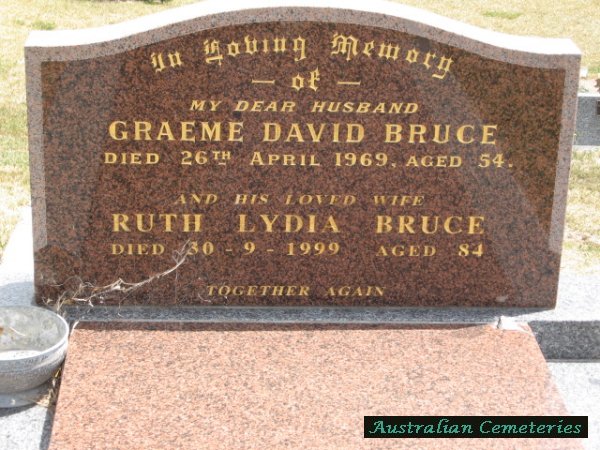 In Loving Memory
— of —
MY DEAR HUSBAND
GRAEME DAVID BRUCE
DIED 26TH APRIL 1969, AGED 54.
AND HIS LOVED WIFE
RUTH LYDIA BRUCE
DIED 30-9-1999 AGED 84
TOGETHER AGAIN
Australian Cemeteries